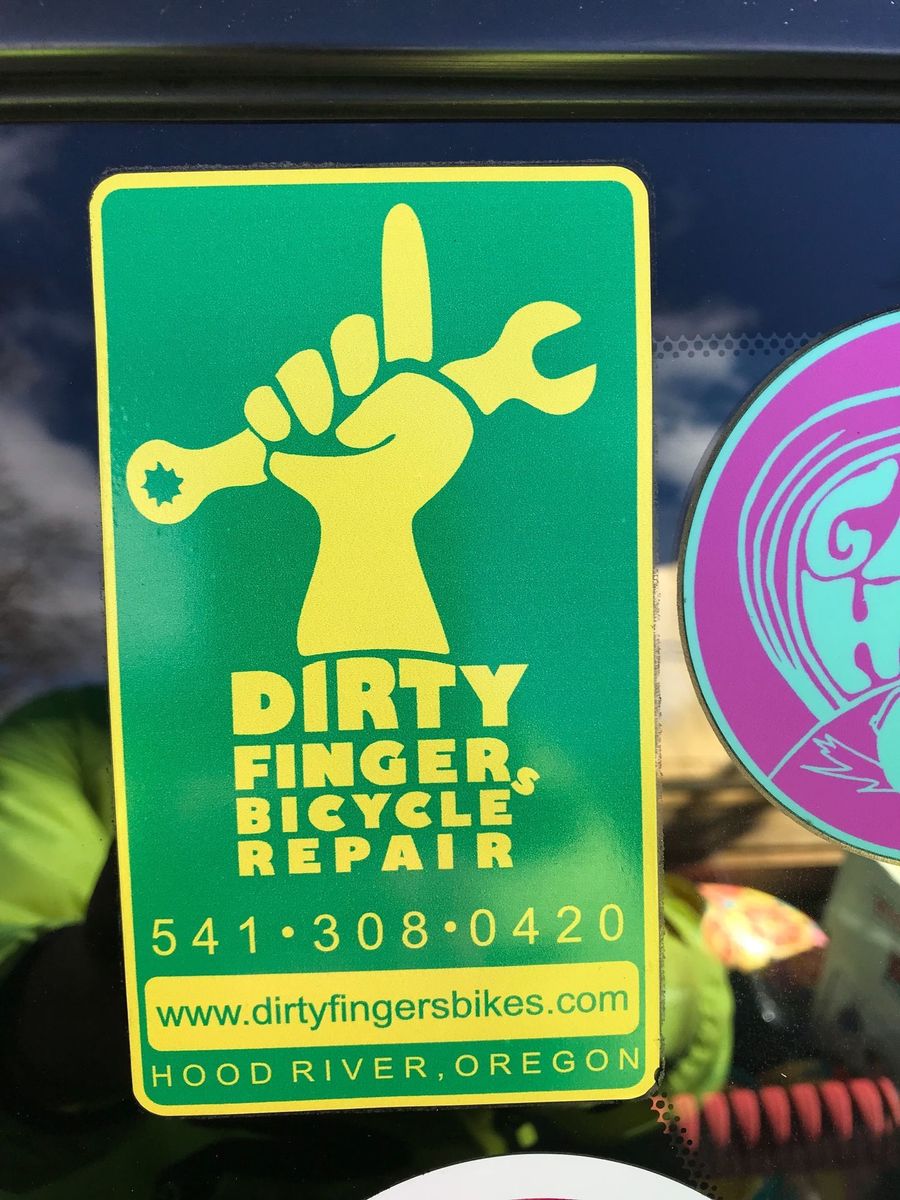 DIRTY
FINGERS
BICYCLE
REPAIR
541•308•0420
www.dirtyfingersbikes.com
HOOD RIVER, OREGON